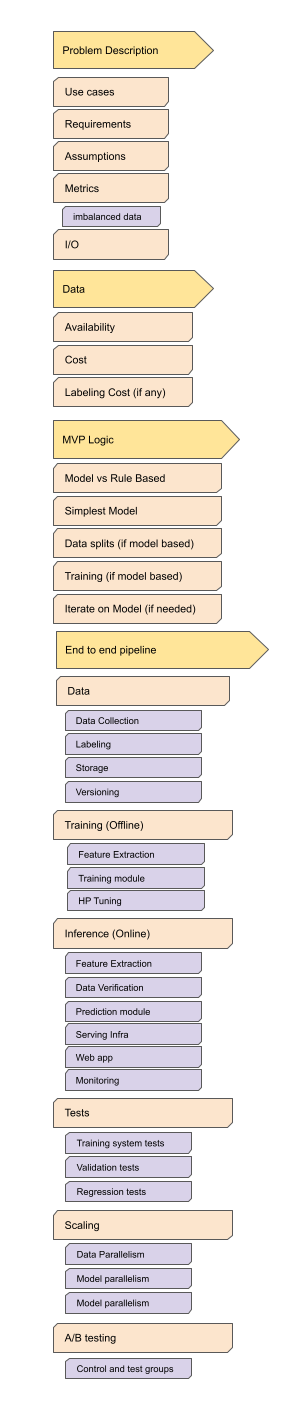 Problem Description
Use cases
Requirements
Assumptions
Metrics
imbalanced data
I/O
Data
Availability
Cost
Labeling Cost (if any)
MVP Logic
Model vs Rule Based
Simplest Model
Data splits (if model based)
Training (if model based)
Iterate on Model (if needed)
End to end pipeline
Data
Data Collection
Labeling
Storage
Versioning
Training (Offline)
Feature Extraction
Training module
HP Tuning
Inference (Online)
Feature Extraction
Data Verification
Prediction module
Serving Infra
Web app
Monitoring
Tests
Training system tests
Validation tests
Regression tests
Scaling
Data Parallelism
Model parallelism
Model parallelism
A/B testing
Control and test groups